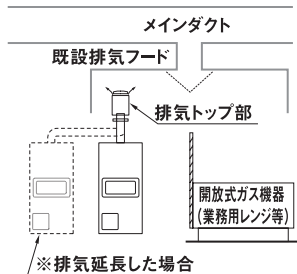 メインダクト
既設排気フード
排気トップ部
開放式ガス機器
(業務用レンジ等)
※排気延長した場合